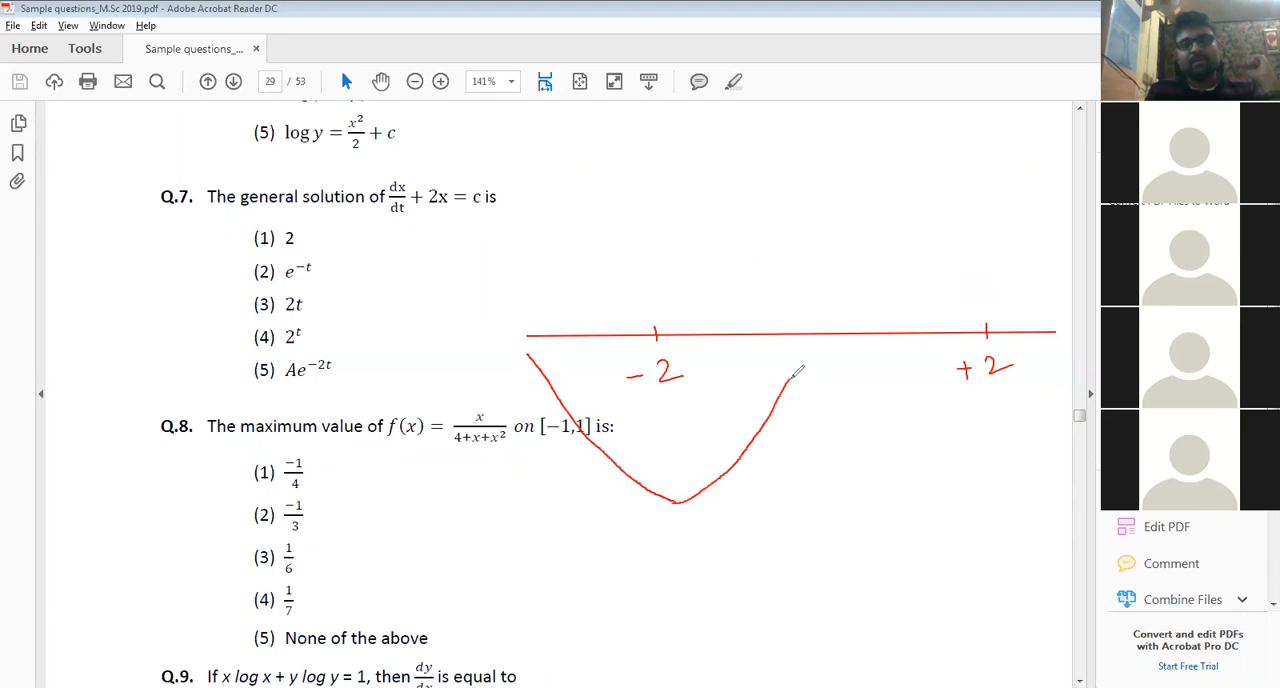 Sample questions_M.Sc 2019.pdf - Adobe Acrobat Reader DC
File Edit View Window Help
Home Tools Sample questions_... ×
29 / 53 141%
(5) log y = x²/2 + c
Q.7. The general solution of dx/dt + 2x = c is
(1) 2
(2) e^−t
(3) 2t
(4) 2^t
(5) Ae^−2t
− 2 + 2
Q.8. The maximum value of f(x) = x/(4+x+x²) on [−1,1] is:
(1) −1/4
(2) −1/3
(3) 1/6
(4) 1/7
(5) None of the above
Q.9. If x log x + y log y = 1, then dy/dx is equal to
Edit PDF
Comment
Combine Files
Convert and edit PDFs
with Acrobat Pro DC
Start Free Trial